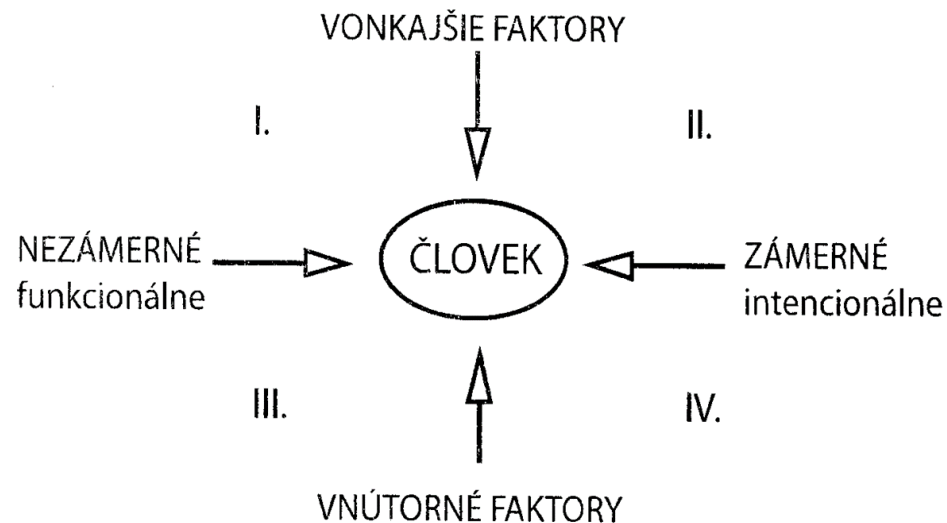 VONKAJŠIE FAKTORY
I.
II.
NEZÁMERNÉ
funkcionálne
ČLOVEK
ZÁMERNÉ
intencionálne
III.
IV.
VNÚTORNÉ FAKTORY